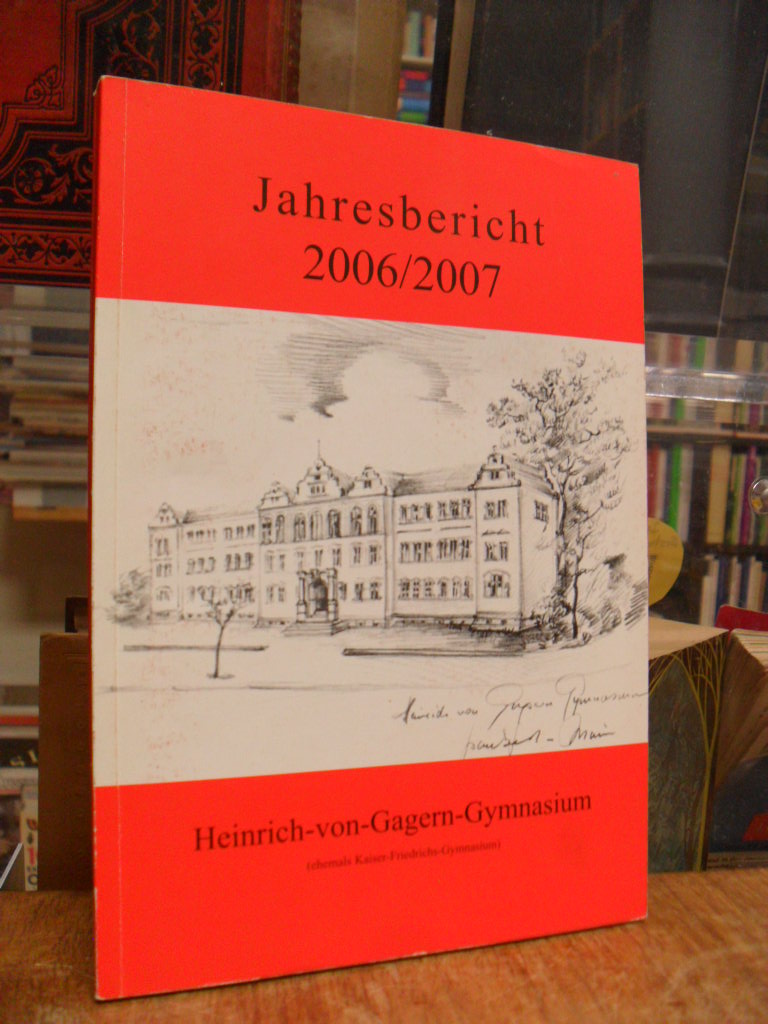 Jahresbericht
2006/2007
Heinrich von Gagern Gymnasium
Frankfurt - Main
Heinrich-von-Gagern-Gymnasium
(ehemals Kaiser-Friedrichs-Gymnasium)